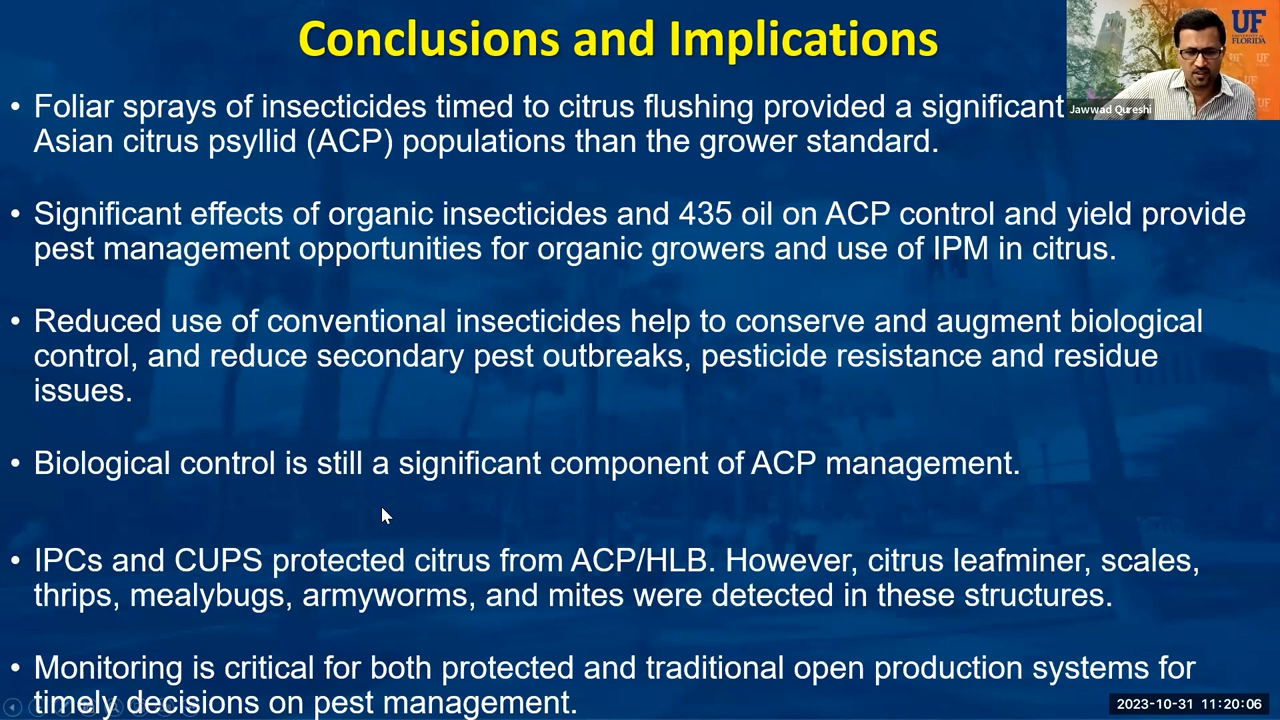 Conclusions and Implications
UF
UNIVERSITY of
FLORIDA
Jawwad Qureshi
• Foliar sprays of insecticides timed to citrus flushing provided a significant
Asian citrus psyllid (ACP) populations than the grower standard.
• Significant effects of organic insecticides and 435 oil on ACP control and yield provide
pest management opportunities for organic growers and use of IPM in citrus.
• Reduced use of conventional insecticides help to conserve and augment biological
control, and reduce secondary pest outbreaks, pesticide resistance and residue
issues.
• Biological control is still a significant component of ACP management.
• IPCs and CUPS protected citrus from ACP/HLB. However, citrus leafminer, scales,
thrips, mealybugs, armyworms, and mites were detected in these structures.
• Monitoring is critical for both protected and traditional open production systems for
timely decisions on pest management.
2023-10-31 11:20:06